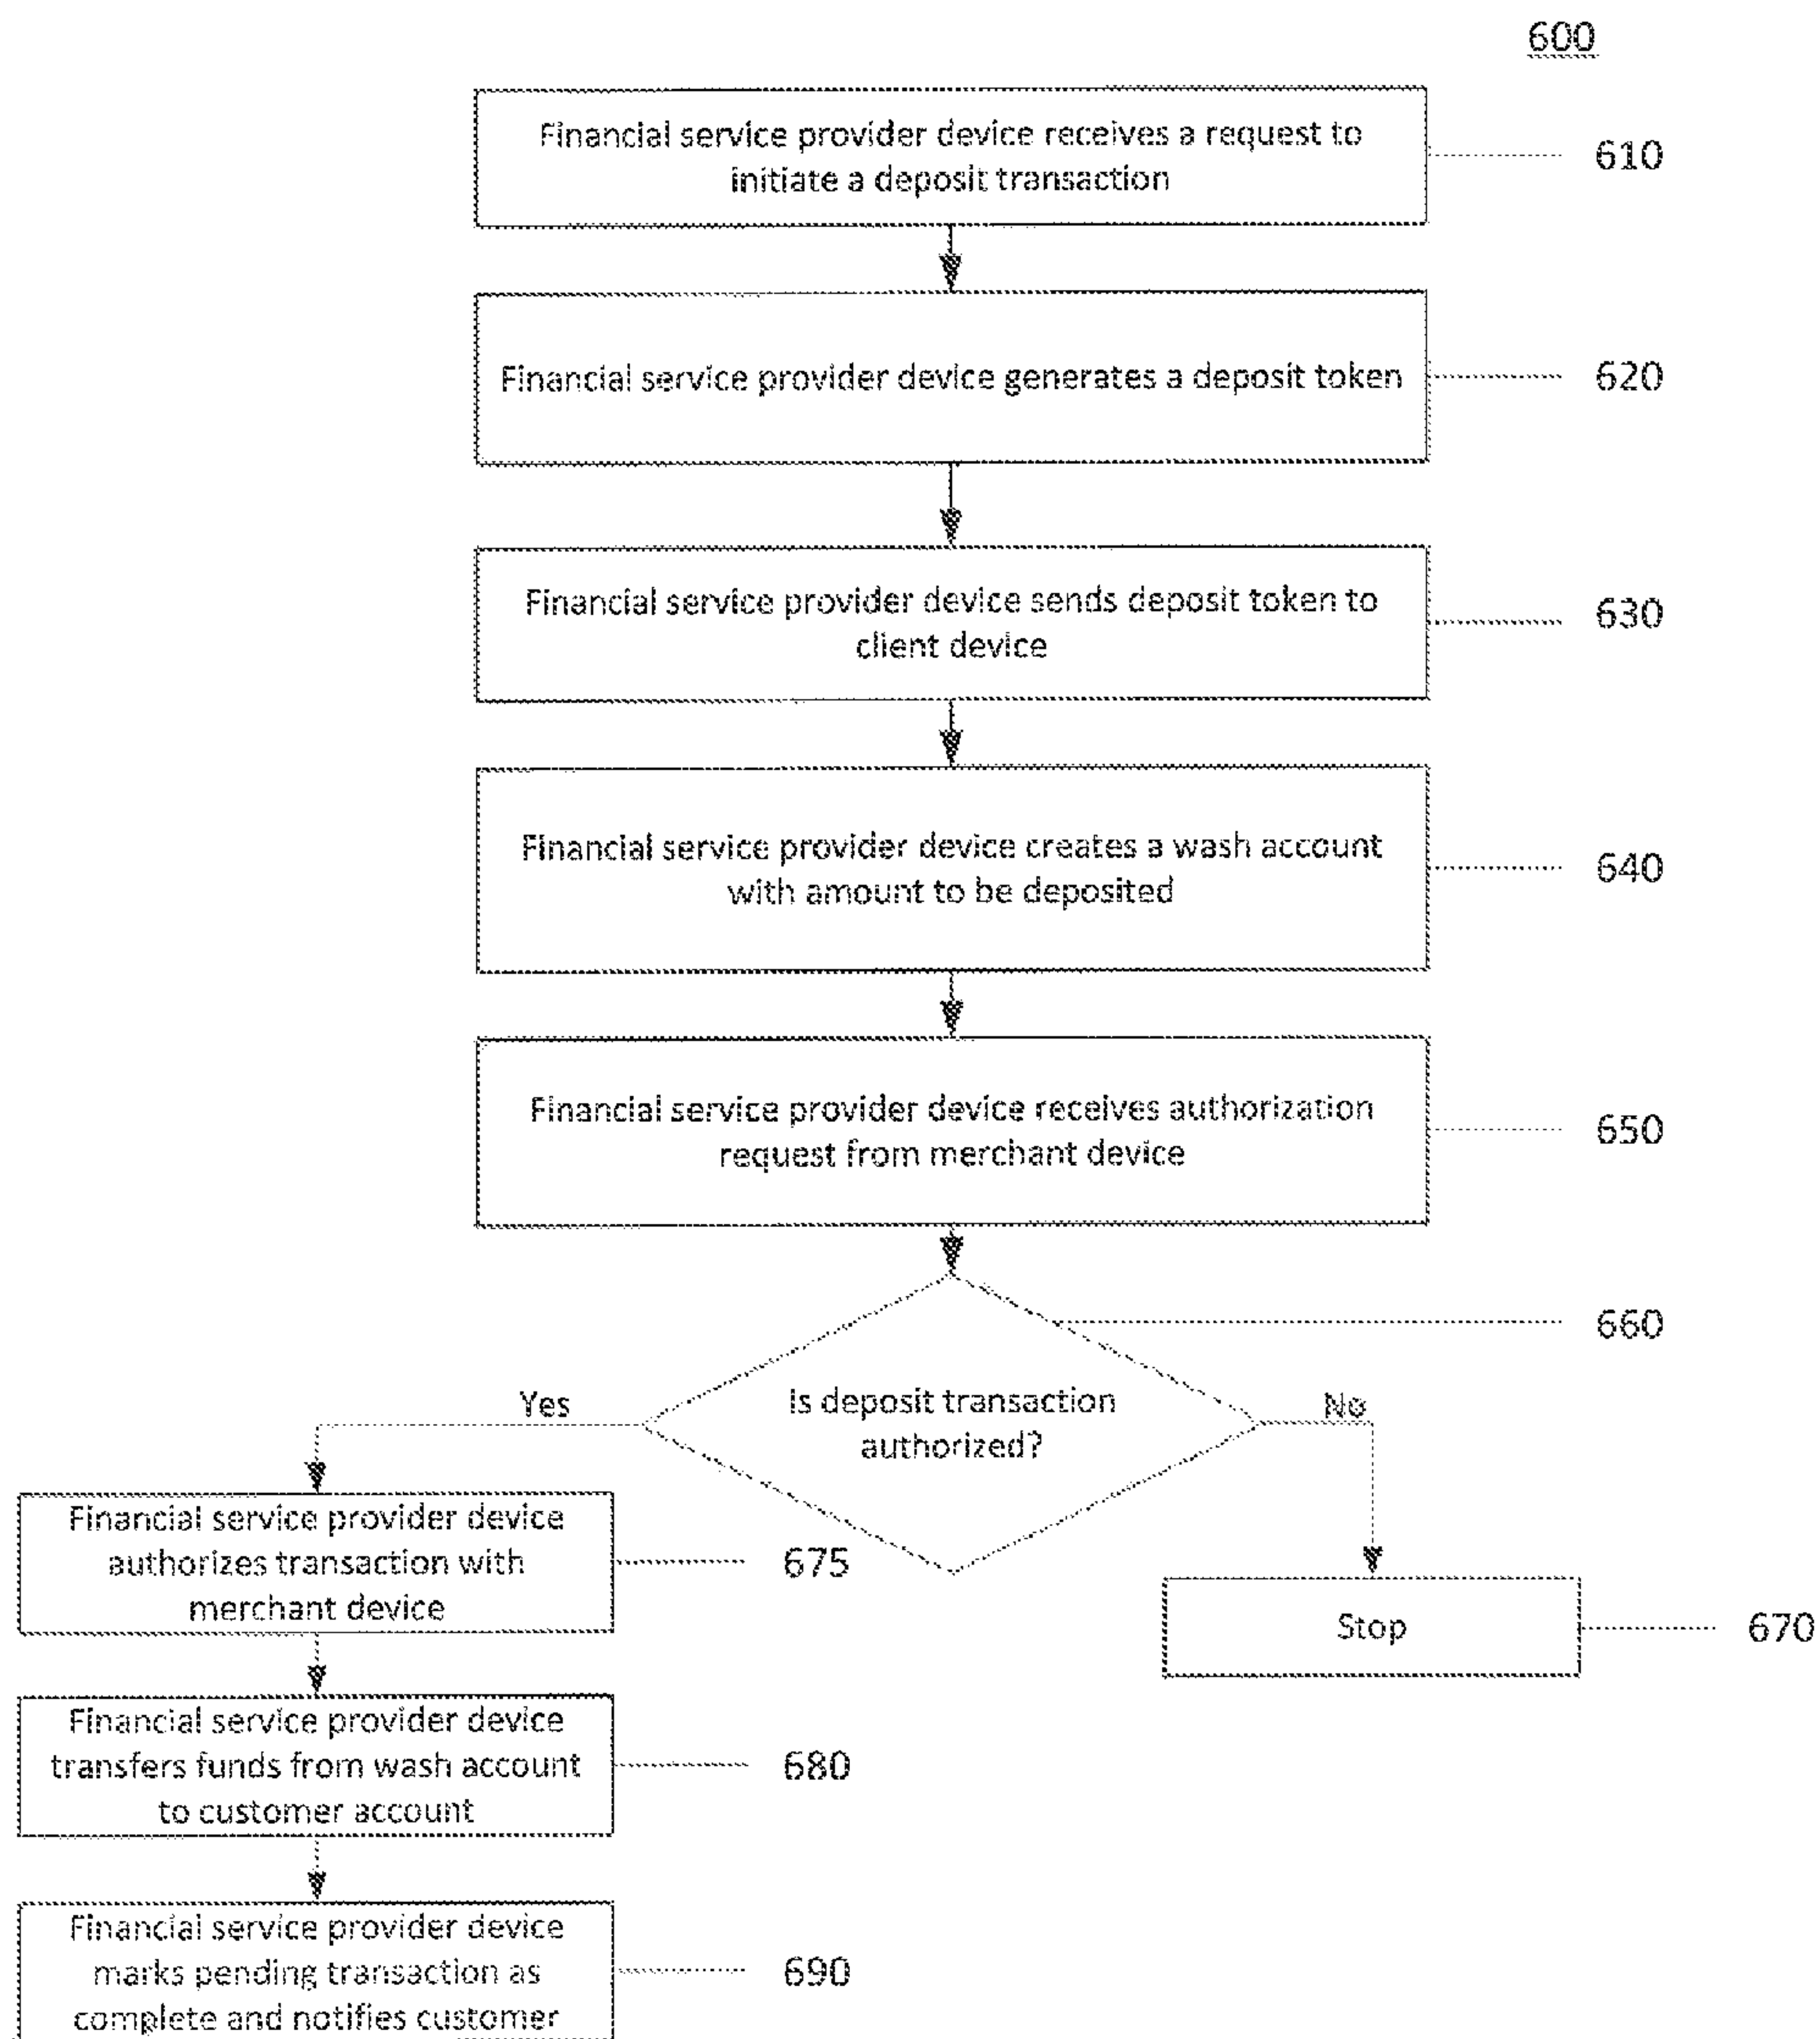 600
Financial service provider device receives a request to
initiate a deposit transaction
610
Financial service provider device generates a deposit token
620
Financial service provider device sends deposit token to
client device
630
Financial service provider device creates a wash account
with amount to be deposited
640
Financial service provider device receives authorization
request from merchant device
650
660
Is deposit transaction
authorized?
Yes
No
Financial service provider device
authorizes transaction with
merchant device
675
Stop
670
Financial service provider device
transfers funds from wash account
to customer account
680
Financial service provider device
marks pending transaction as
complete and notifies customer
690